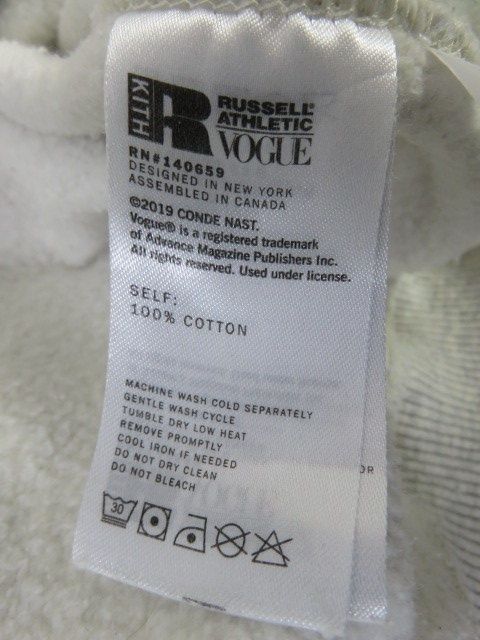 KITH
R
RUSSELL®
ATHLETIC
VOGUE
RN#140659
DESIGNED IN NEW YORK
ASSEMBLED IN CANADA
©2019 CONDE NAST.
Vogue® is a registered trademark
of Advance Magazine Publishers Inc.
All rights reserved. Used under license.
SELF:
100% COTTON
MACHINE WASH COLD SEPARATELY
GENTLE WASH CYCLE
TUMBLE DRY LOW HEAT
REMOVE PROMPTLY
COOL IRON IF NEEDED
DO NOT DRY CLEAN
DO NOT BLEACH
OR
30